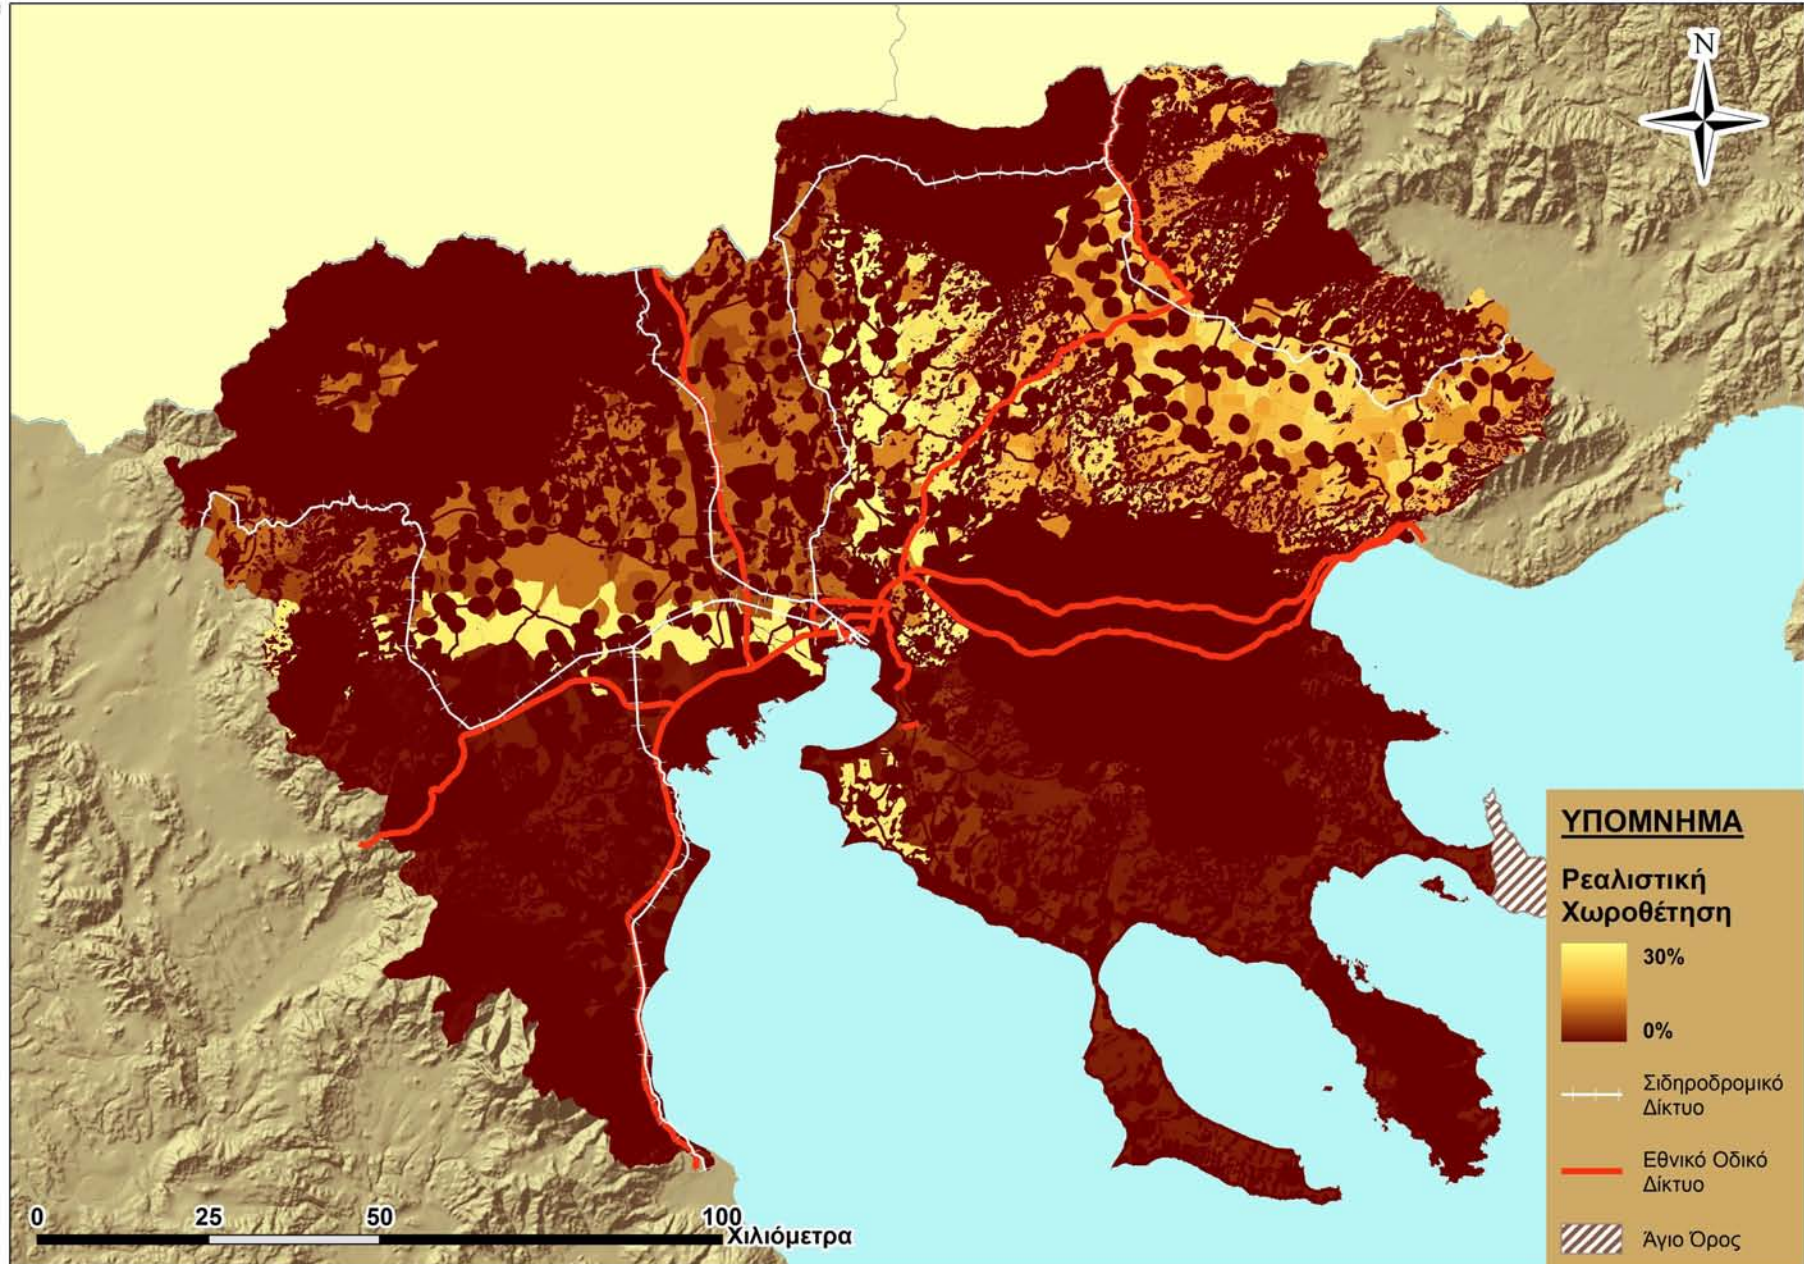 N
ΥΠΟΜΝΗΜΑ
Ρεαλιστική
Χωροθέτηση
30%
0%
Σιδηροδρομικό
Δίκτυο
Εθνικό Οδικό
Δίκτυο
Άγιο Όρος
0 25 50 100
Χιλιόμετρα